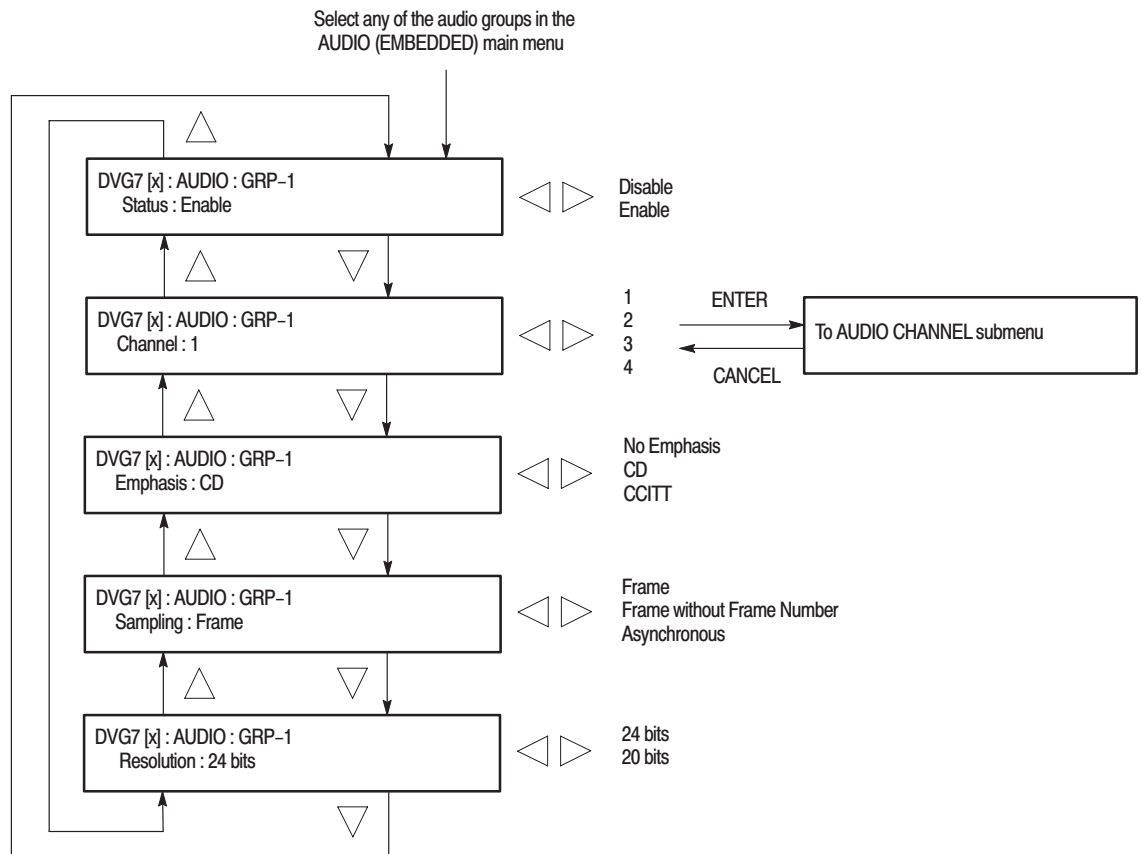 Select any of the audio groups in the
AUDIO (EMBEDDED) main menu
DVG7 [x] : AUDIO : GRP–1
Status : Enable
Disable
Enable
DVG7 [x] : AUDIO : GRP–1
Channel : 1
1
2
3
4
ENTER
CANCEL
To AUDIO CHANNEL submenu
DVG7 [x] : AUDIO : GRP–1
Emphasis : CD
No Emphasis
CD
CCITT
DVG7 [x] : AUDIO : GRP–1
Sampling : Frame
Frame
Frame without Frame Number
Asynchronous
DVG7 [x] : AUDIO : GRP–1
Resolution : 24 bits
24 bits
20 bits